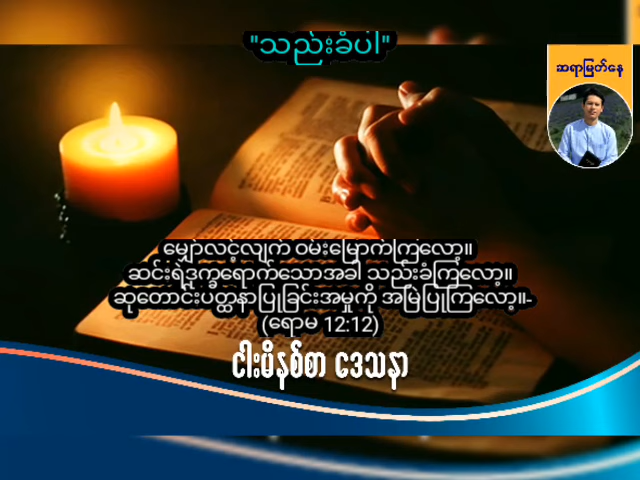 "သည်းခံပါ"
ဆရာမြတ်နေ
မျှော်လင့်လျက် ဝမ်းမြောက်ကြလော့။
ဆင်းရဲဒုက္ခရောက်သောအခါ သည်းခံကြလော့။
ဆုတောင်းပတ္ထနာပြုခြင်းအမှုကို အမြဲပြုကြလော့။-
(ရောမ 12:12)
ငါးမိနစ်စာ ဒေသနာ